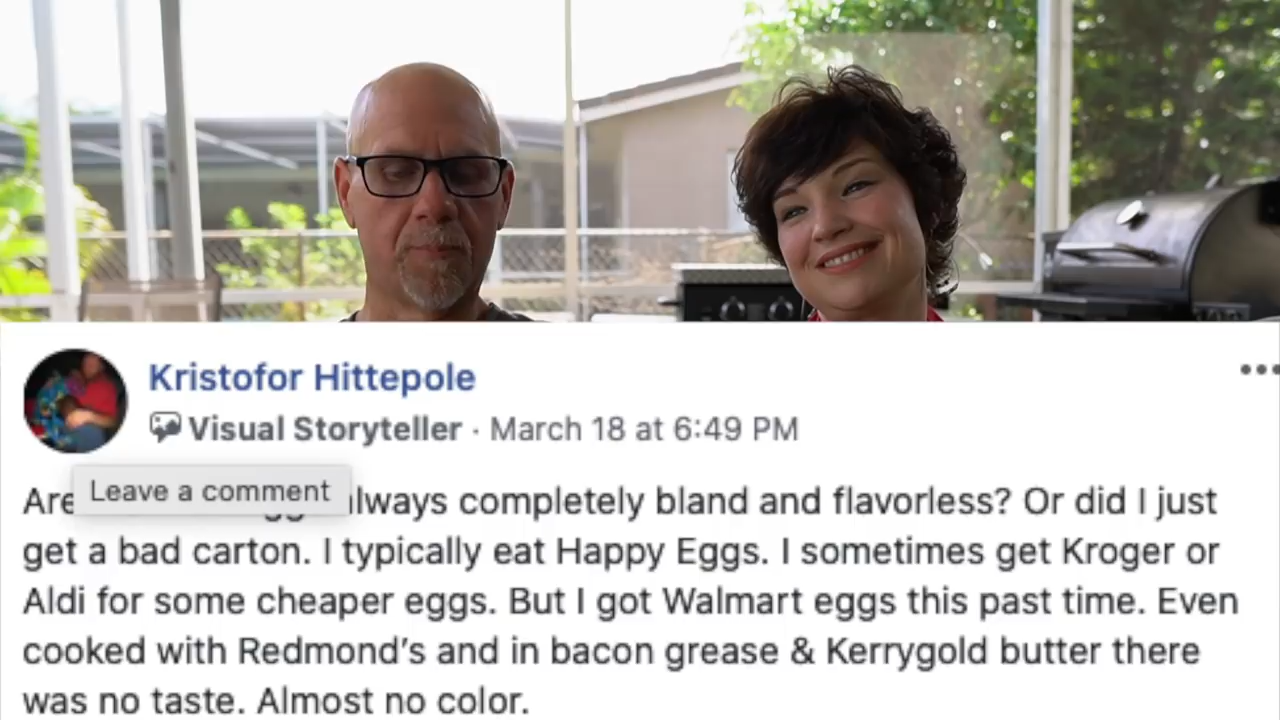 Kristofor Hittepole
Visual Storyteller · March 18 at 6:49 PM
Leave a comment
Are always completely bland and flavorless? Or did I just
get a bad carton. I typically eat Happy Eggs. I sometimes get Kroger or
Aldi for some cheaper eggs. But I got Walmart eggs this past time. Even
cooked with Redmond’s and in bacon grease & Kerrygold butter there
was no taste. Almost no color.